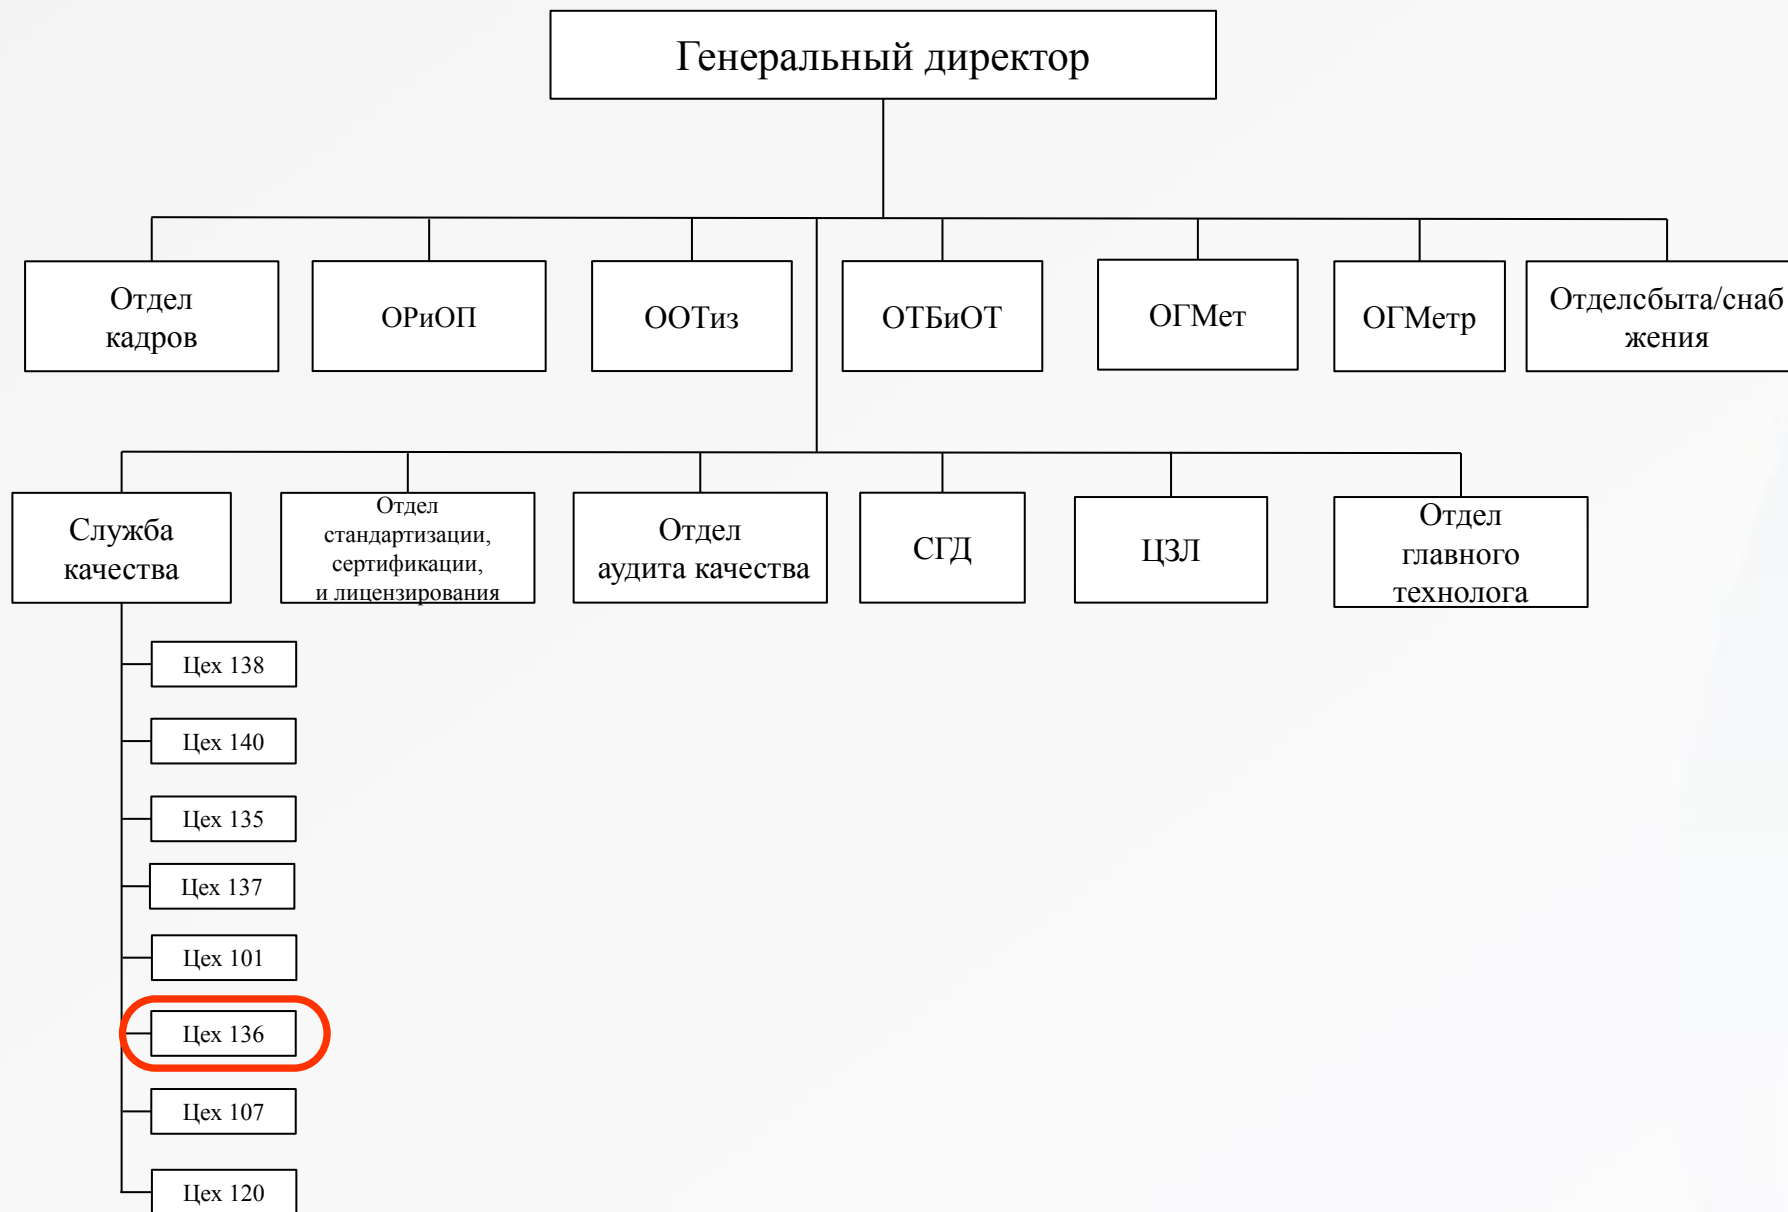 Генеральный директор
Отдел
кадров
ОРиОП
ООТиз
ОТБиОТ
ОГМет
ОГМетр
Отделсбыта/снаб
жения
Служба
качества
Отдел
стандартизации,
сертификации,
и лицензирования
Отдел
аудита качества
СГД
ЦЗЛ
Отдел
главного
технолога
Цех 138
Цех 140
Цех 135
Цех 137
Цех 101
Цех 136
Цех 107
Цех 120